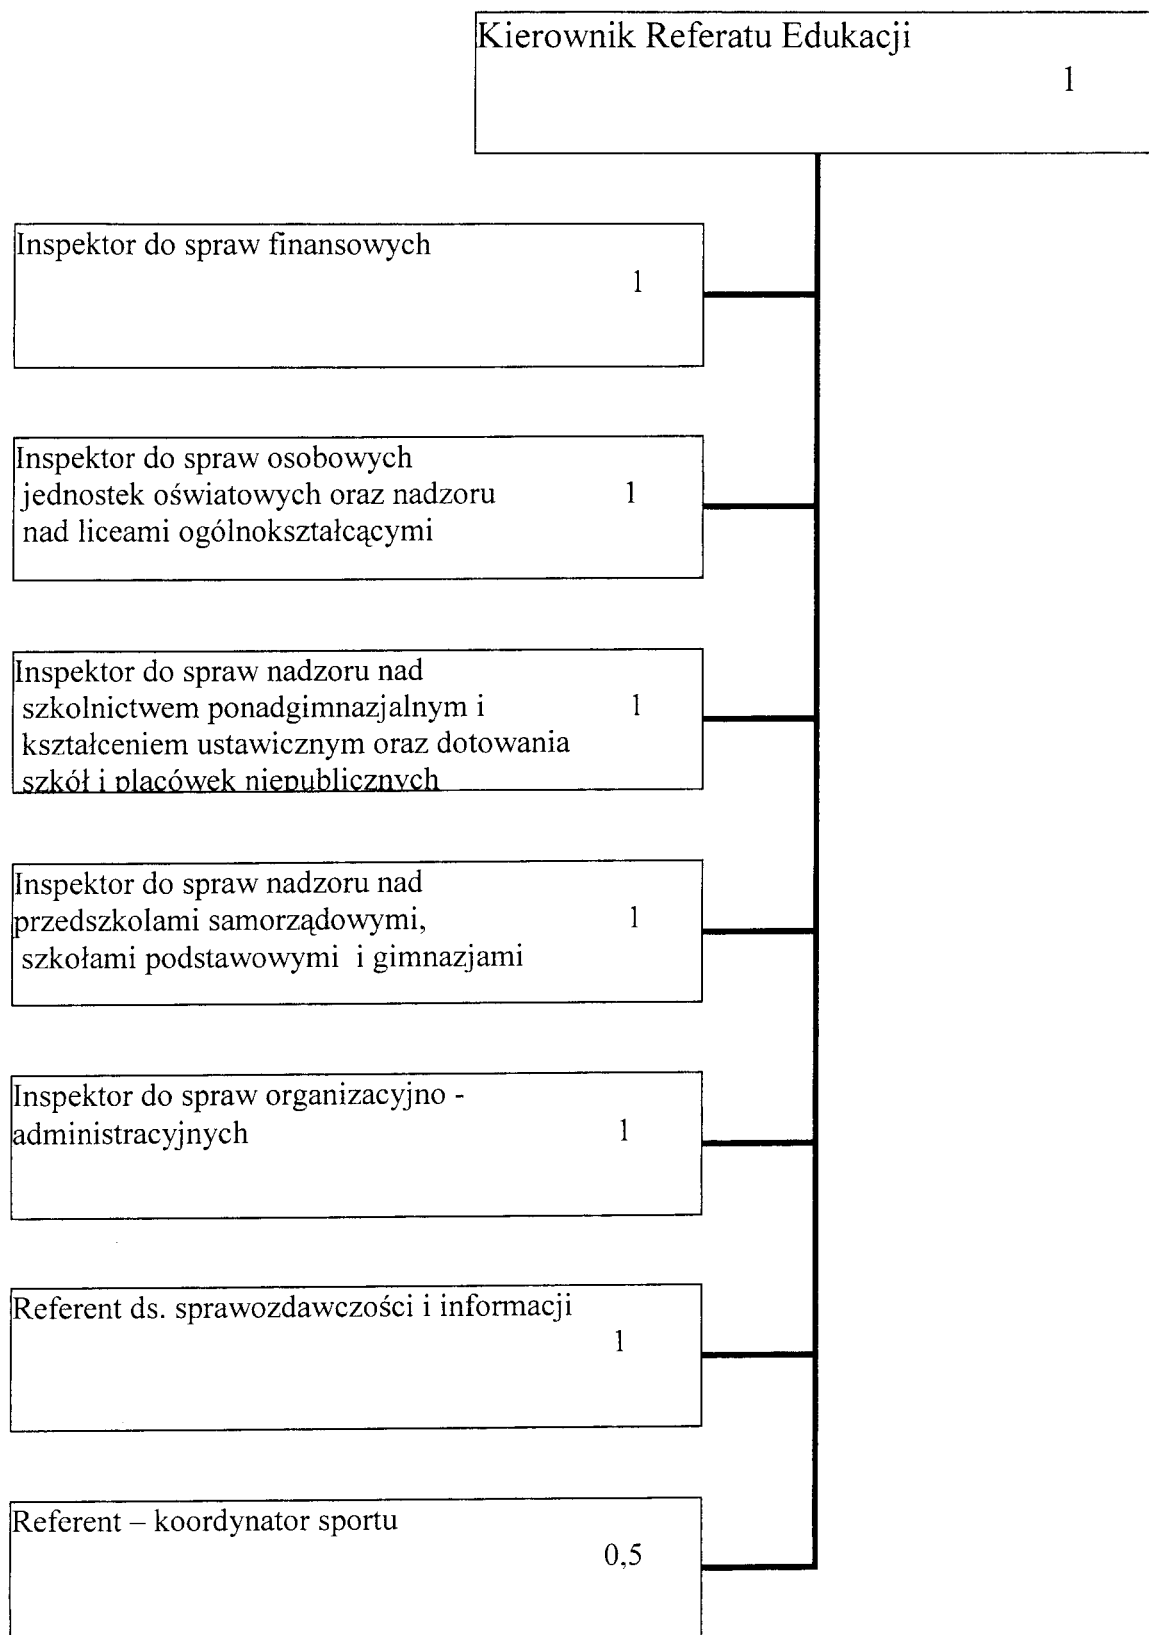 Kierownik Referatu Edukacji
1
Inspektor do spraw finansowych
1
Inspektor do spraw osobowych
jednostek oświatowych oraz nadzoru 1
nad liceami ogólnokształcącymi
Inspektor do spraw nadzoru nad
szkolnictwem ponadgimnazjalnym i 1
kształceniem ustawicznym oraz dotowania
szkół i placówek niepublicznych
Inspektor do spraw nadzoru nad
przedszkolami samorządowymi, 1
szkołami podstawowymi i gimnazjami
Inspektor do spraw organizacyjno -
administracyjnych 1
Referent ds. sprawozdawczości i informacji
1
Referent – koordynator sportu
0,5